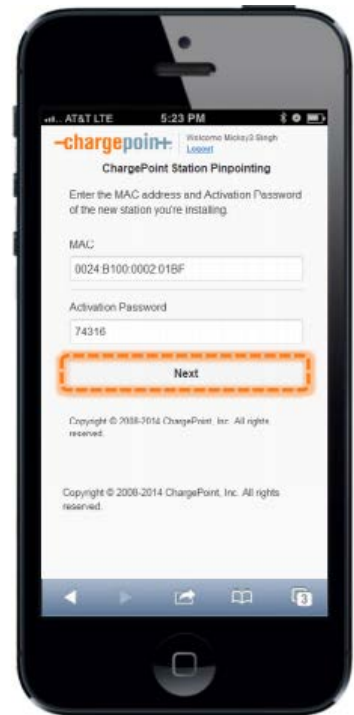 AT&T LTE 5:23 PM
-chargepoin+.
Welcome Mickey3 Singh
Logout
ChargePoint Station Pinpointing
Enter the MAC address and Activation Password
of the new station you're installing.
MAC
0024:B100:0002:01BF
Activation Password
74316
Next
Copyright © 2008-2014 ChargePoint, Inc. All rights
reserved.
Copyright © 2008-2014 ChargePoint, Inc. All rights
reserved.
3